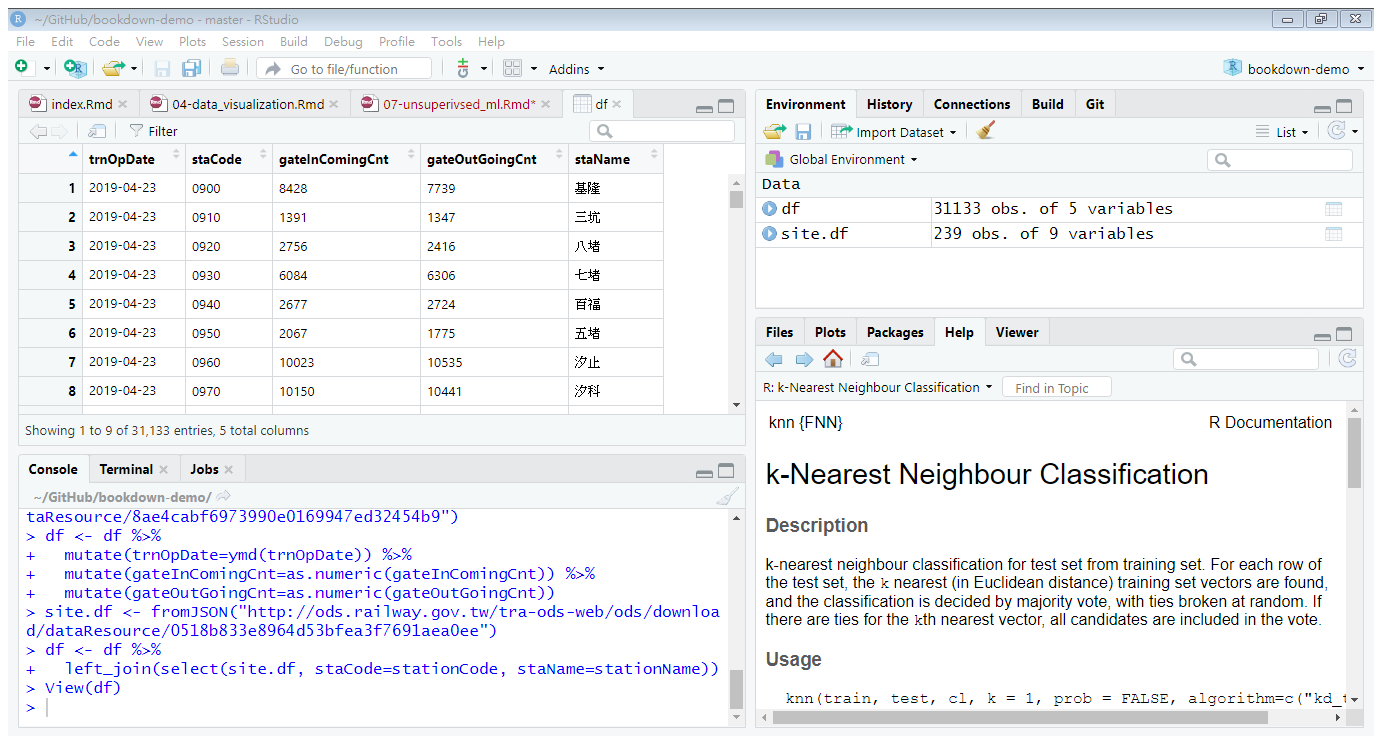 ~/GitHub/bookdown-demo - master - RStudio
File Edit Code View Plots Session Build Debug Profile Tools Help
Go to file/function Addins bookdown-demo
index.Rmd 04-data_visualization.Rmd 07-unsuperivsed_ml.Rmd* df
Filter
trnOpDate staCode gateInComingCnt gateOutGoingCnt staName
1 2019-04-23 0900 8428 7739 基隆
2 2019-04-23 0910 1391 1347 三坑
3 2019-04-23 0920 2756 2416 八堵
4 2019-04-23 0930 6084 6306 七堵
5 2019-04-23 0940 2677 2724 百福
6 2019-04-23 0950 2067 1775 五堵
7 2019-04-23 0960 10023 10535 汐止
8 2019-04-23 0970 10150 10441 汐科
Showing 1 to 9 of 31,133 entries, 5 total columns
Console Terminal Jobs
~/GitHub/bookdown-demo/
taResource/8ae4cabf6973990e0169947ed32454b9")
> df <- df %>%
+   mutate(trnOpDate=ymd(trnOpDate)) %>%
+   mutate(gateInComingCnt=as.numeric(gateInComingCnt)) %>%
+   mutate(gateOutGoingCnt=as.numeric(gateOutGoingCnt))
> site.df <- fromJSON("http://ods.railway.gov.tw/tra-ods-web/ods/downloa
d/dataResource/0518b833e8964d53bfea3f7691aea0ee")
> df <- df %>%
+   left_join(select(site.df, staCode=stationCode, staName=stationName))
> View(df)
>
Environment History Connections Build Git
Import Dataset List
Global Environment
Data
df 31133 obs. of 5 variables
site.df 239 obs. of 9 variables
Files Plots Packages Help Viewer
R: k-Nearest Neighbour Classification Find in Topic
knn {FNN} R Documentation
k-Nearest Neighbour Classification
Description
k-nearest neighbour classification for test set from training set. For each row of
the test set, the k nearest (in Euclidean distance) training set vectors are found,
and the classification is decided by majority vote, with ties broken at random. If
there are ties for the kth nearest vector, all candidates are included in the vote.
Usage
knn(train, test, cl, k = 1, prob = FALSE, algorithm=c("kd_t